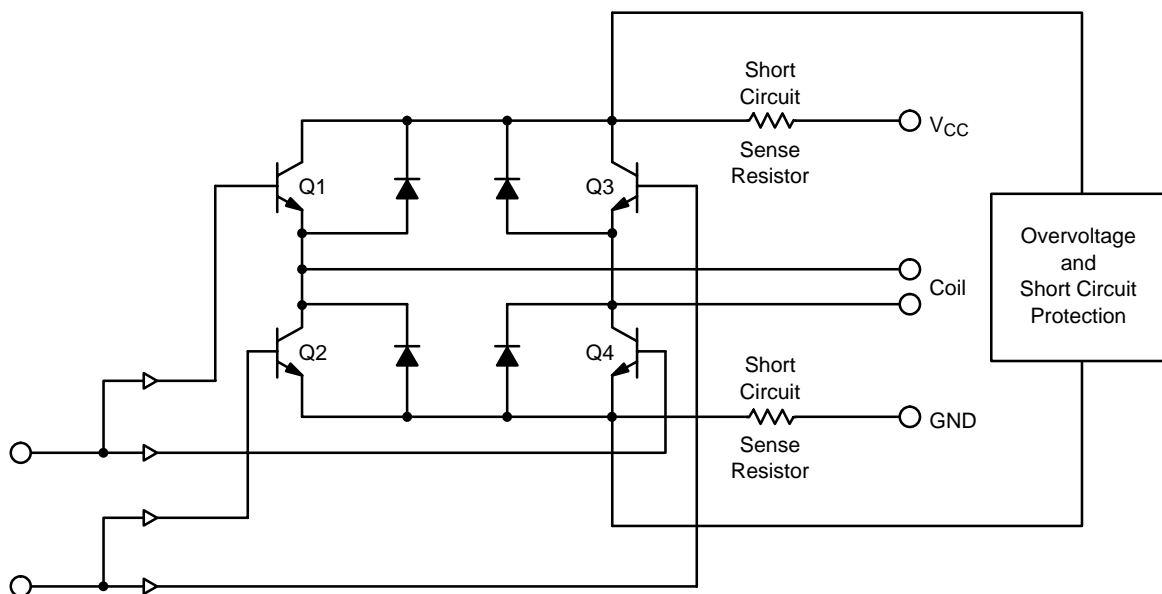 Short
Circuit
Sense
Resistor
V_CC
Q1
Q3
Overvoltage
and
Short Circuit
Protection
Coil
Q2
Q4
Short
Circuit
Sense
Resistor
GND